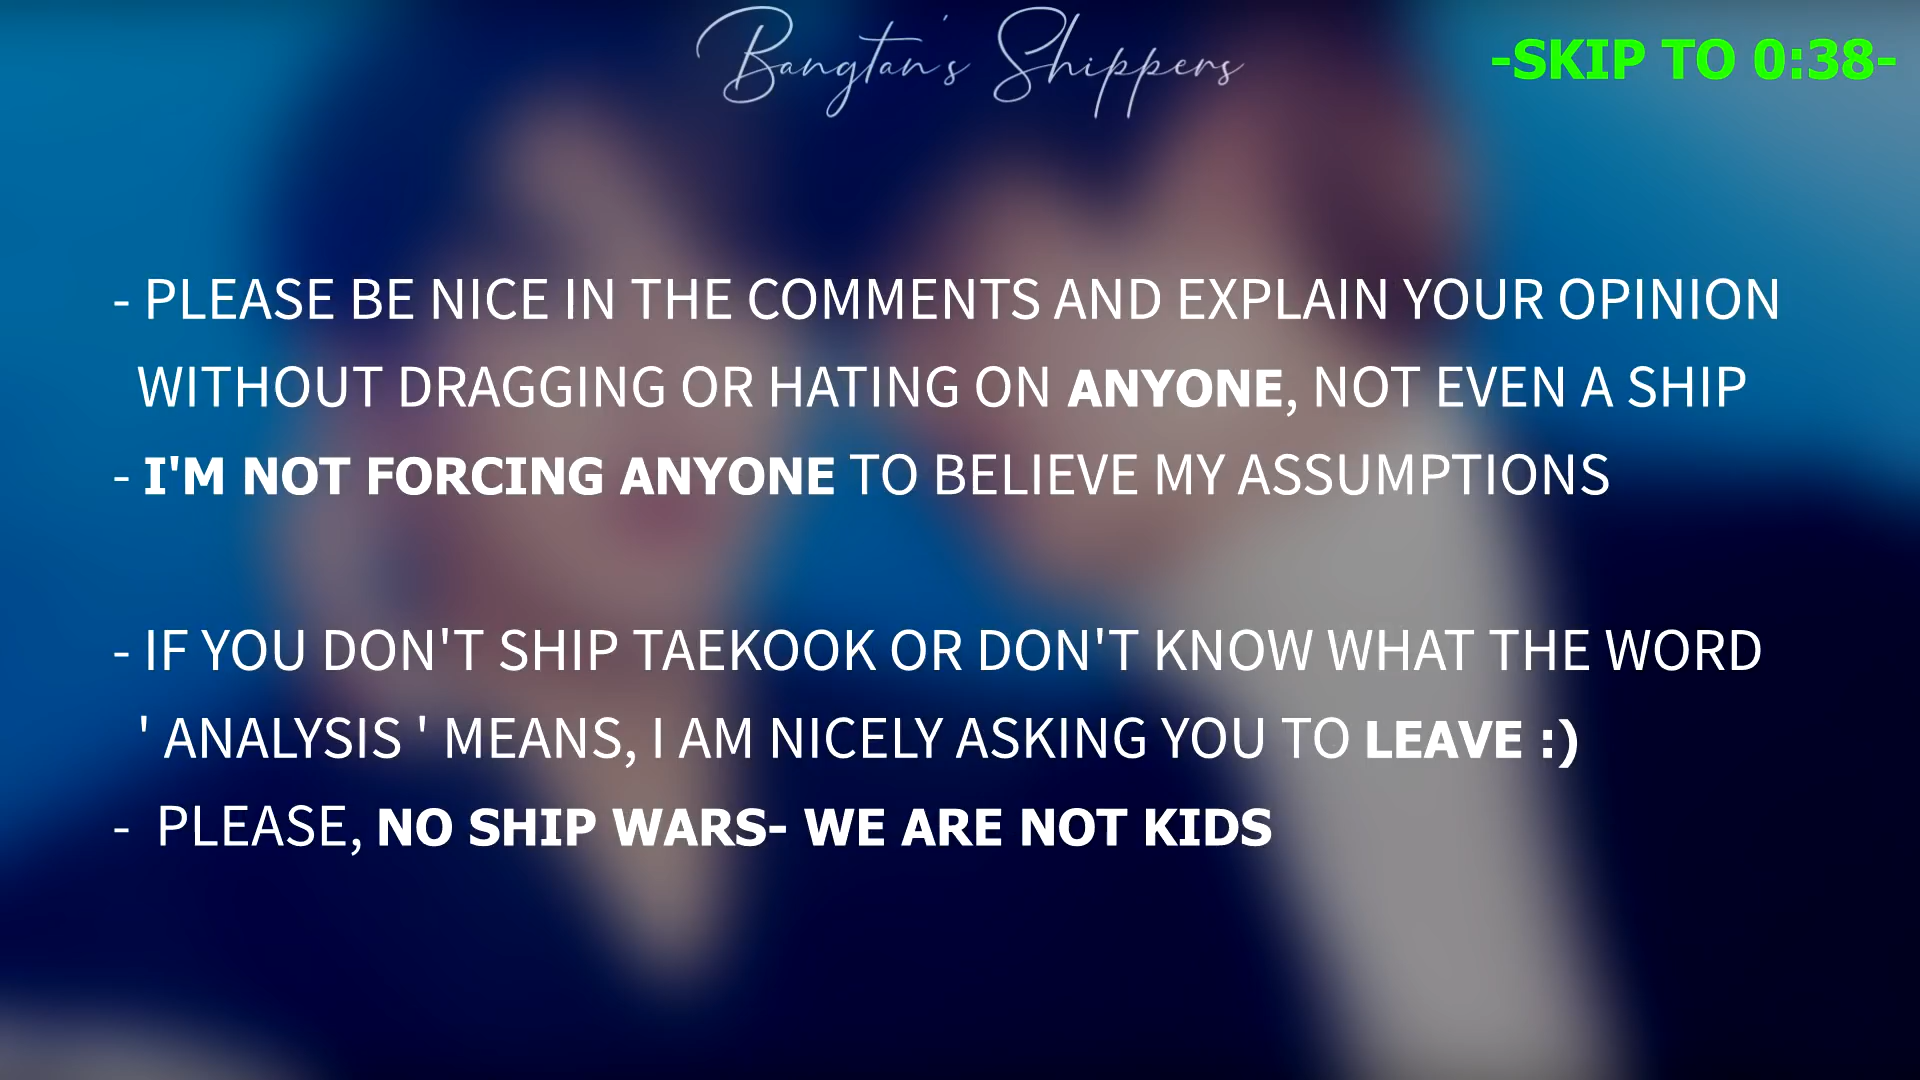 Bangtan's Shippers
-SKIP TO 0:38-
- PLEASE BE NICE IN THE COMMENTS AND EXPLAIN YOUR OPINION
WITHOUT DRAGGING OR HATING ON ANYONE, NOT EVEN A SHIP
- I'M NOT FORCING ANYONE TO BELIEVE MY ASSUMPTIONS
- IF YOU DON'T SHIP TAEKOOK OR DON'T KNOW WHAT THE WORD
' ANALYSIS ' MEANS, I AM NICELY ASKING YOU TO LEAVE :)
- PLEASE, NO SHIP WARS- WE ARE NOT KIDS